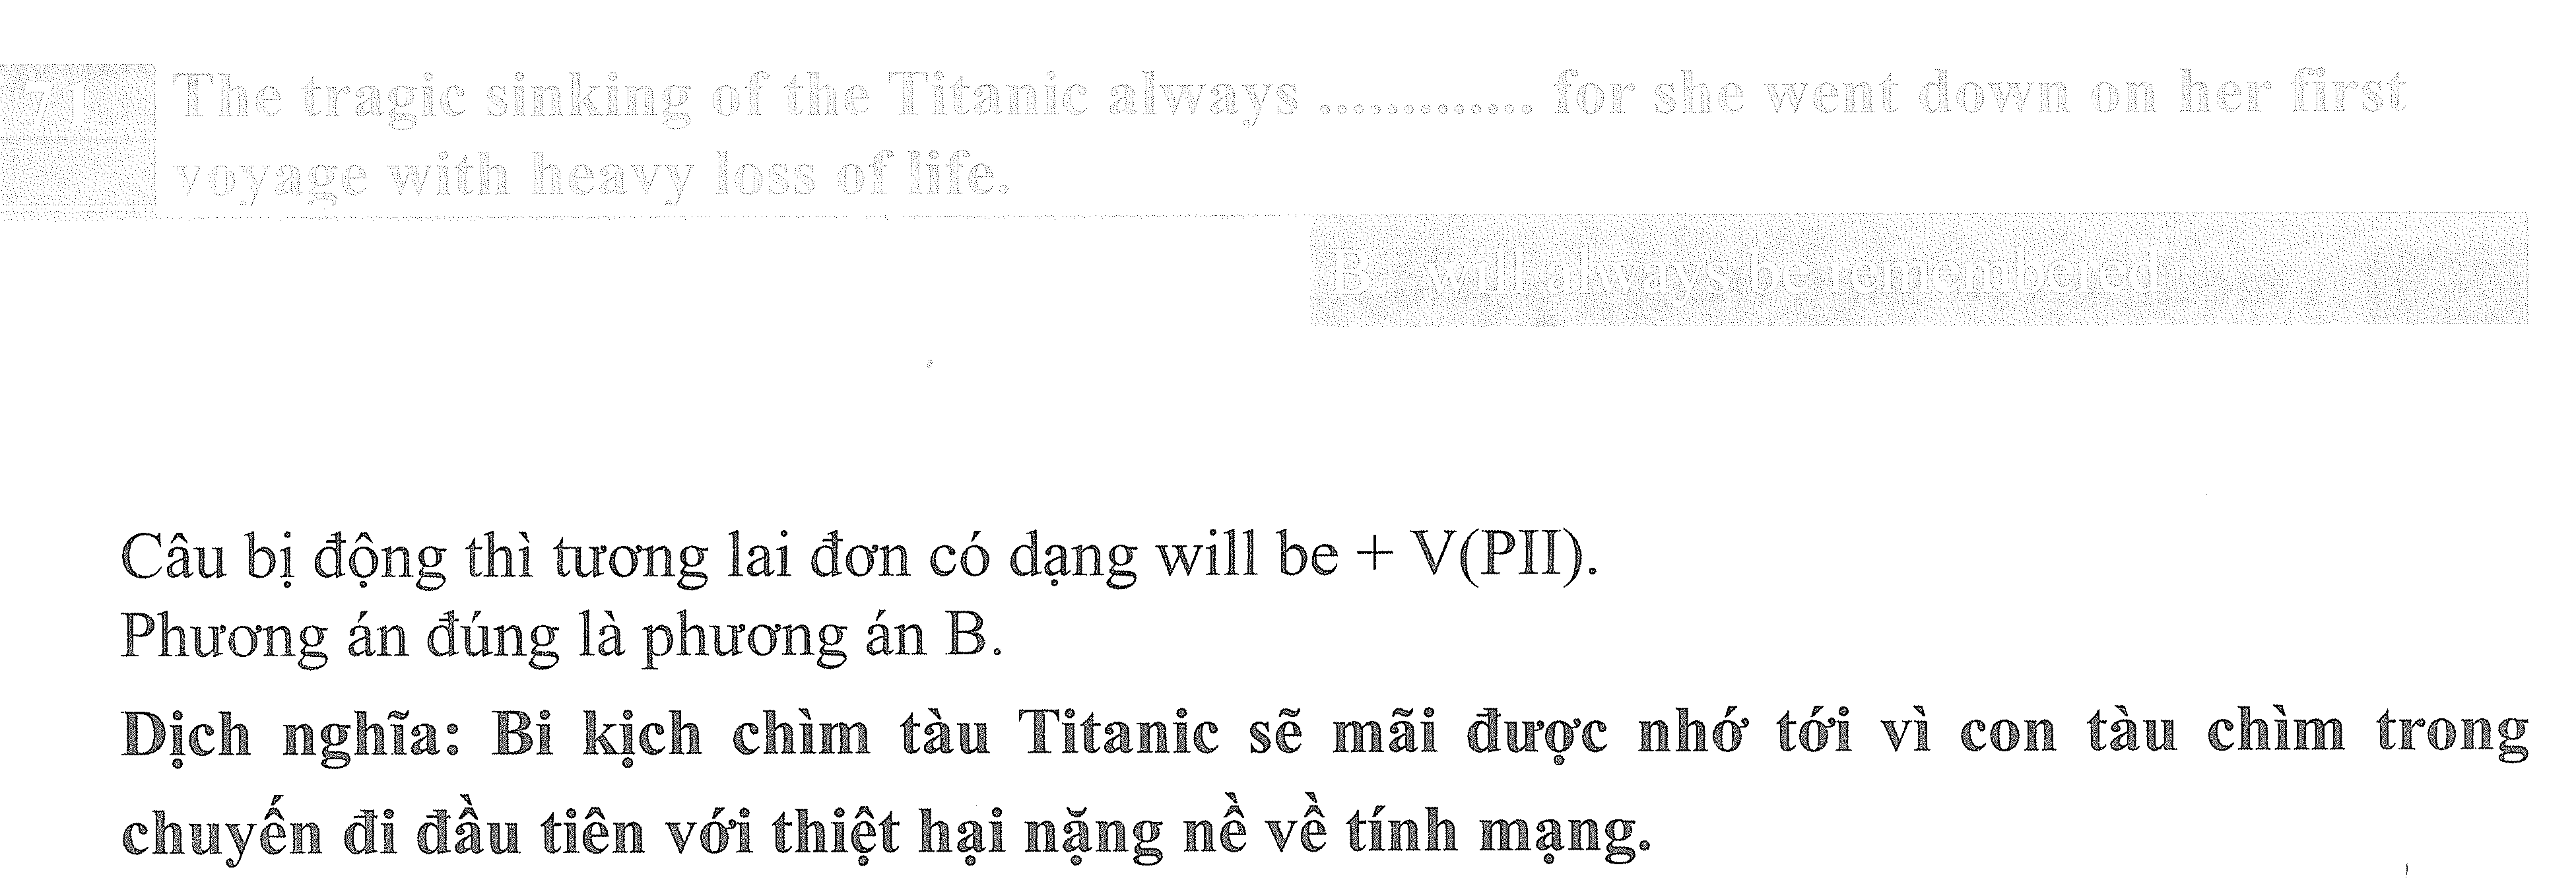 71 The tragic sinking of the Titanic always ............. for she went down on her first
voyage with heavy loss of life.
B. will always be remembered
Câu bị động thì tương lai đơn có dạng will be + V(PII).
Phương án đúng là phương án B.
Dịch nghĩa: Bi kịch chìm tàu Titanic sẽ mãi được nhớ tới vì con tàu chìm trong
chuyến đi đầu tiên với thiệt hại nặng nề về tính mạng.